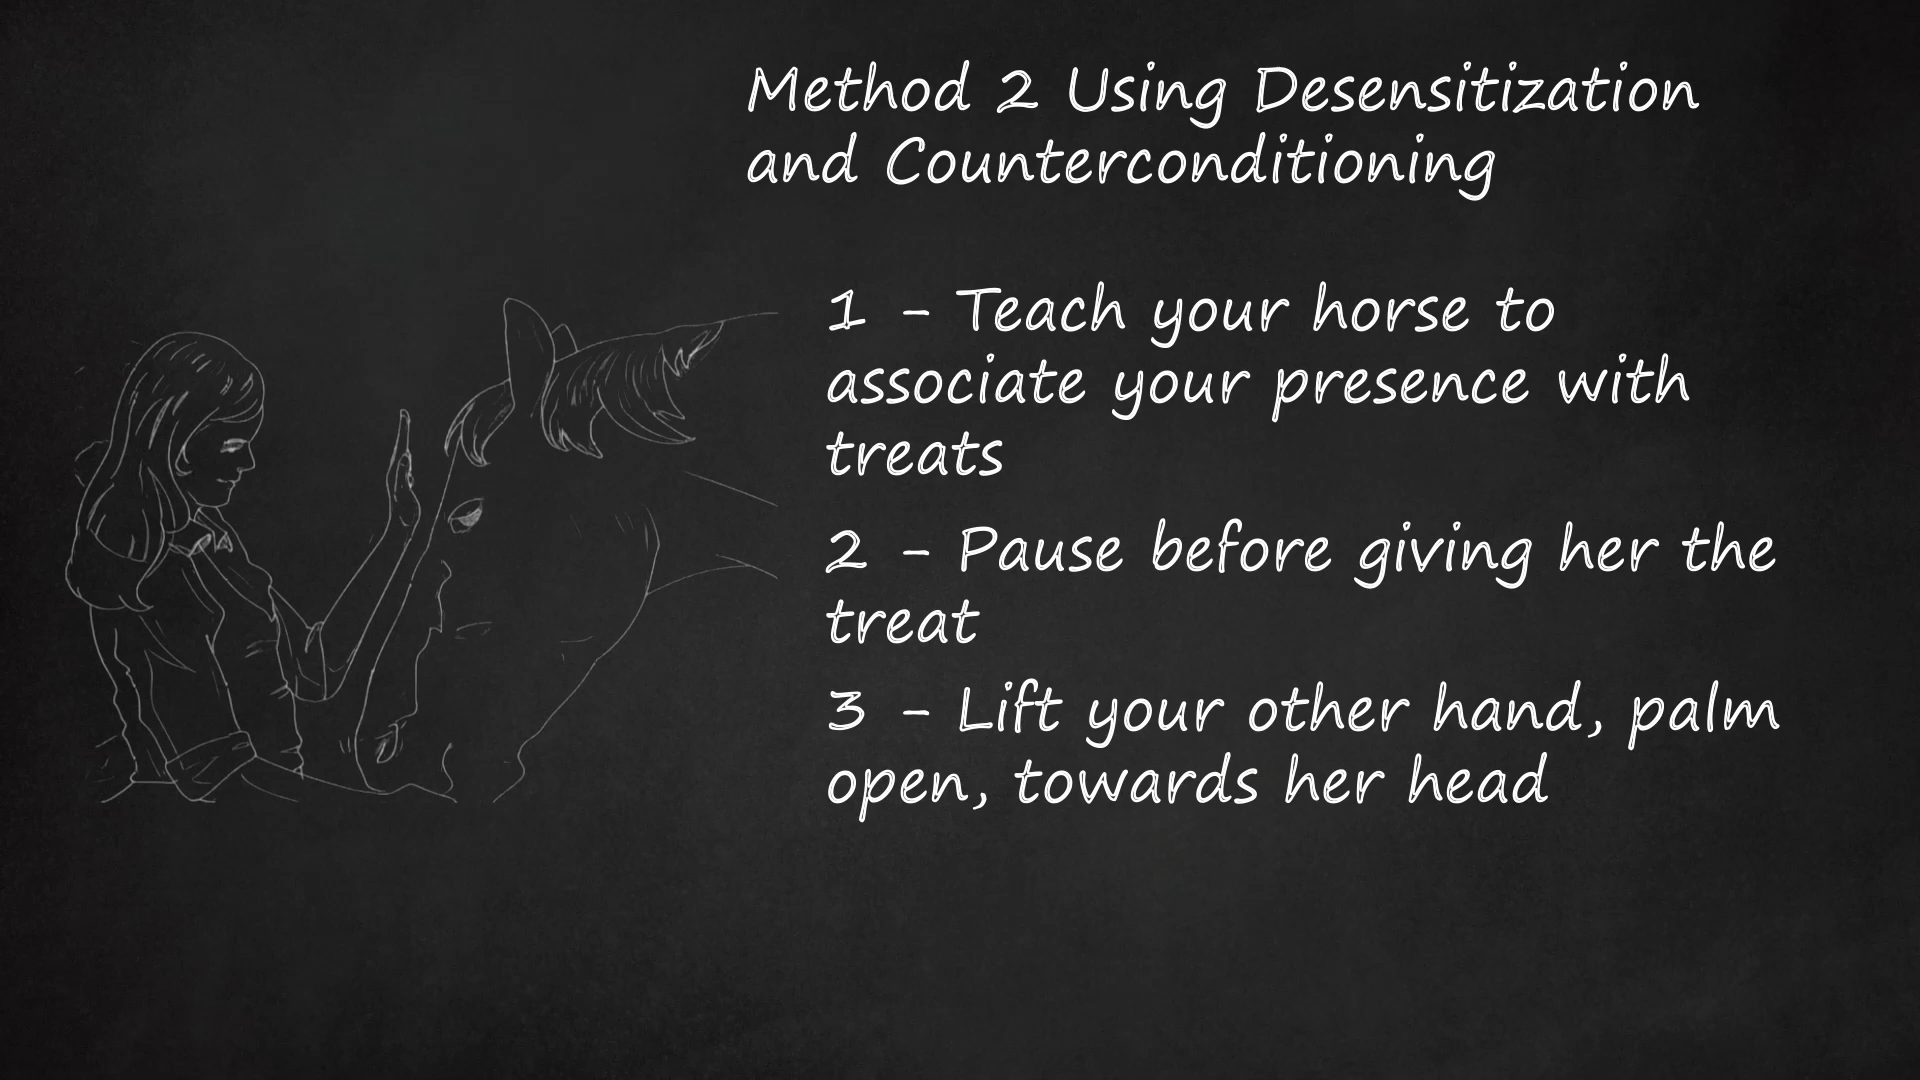 Method 2 Using Desensitization
and Counterconditioning
1 - Teach your horse to
associate your presence with
treats
2 - Pause before giving her the
treat
3 - Lift your other hand, palm
open, towards her head